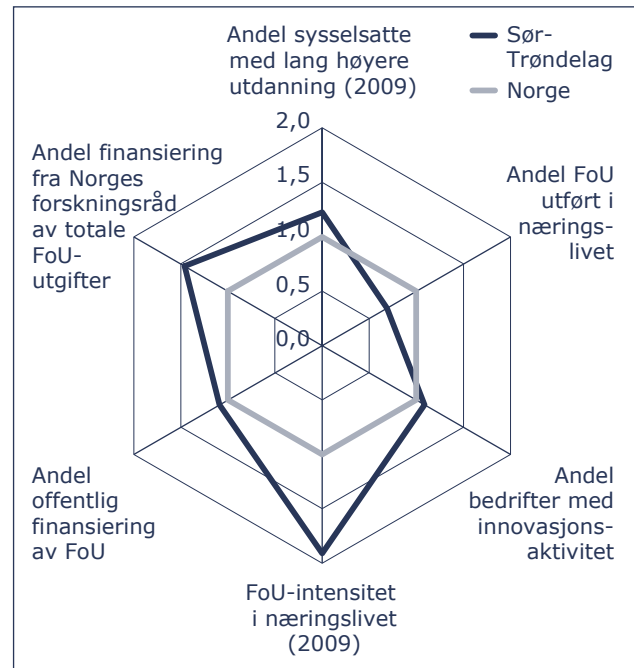 Andel sysselsatte
med lang høyere
utdanning (2009)
Sør-
Trøndelag
Norge
2,0
1,5
1,0
0,5
0,0
Andel FoU
utført i
nærings-
livet
Andel
bedrifter med
innovasjons-
aktivitet
FoU-intensitet
i næringslivet
(2009)
Andel
offentlig
finansiering
av FoU
Andel finansiering
fra Norges
forskningsråd
av totale
FoU-
utgifter